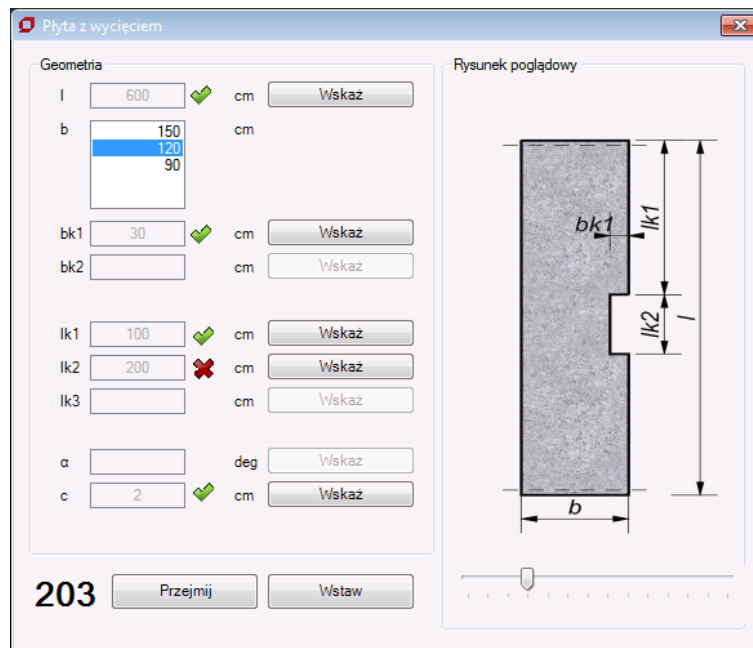 Płyta z wycięciem
Geometria
l 600 cm Wskaż
b 150 cm
120
90
bk1 30 cm Wskaż
bk2 cm Wskaż
lk1 100 cm Wskaż
lk2 200 cm Wskaż
lk3 cm Wskaż
α deg Wskaż
c 2 cm Wskaż
203 Przejmij Wstaw
Rysunek poglądowy
bk1
lk1
lk2
l
b